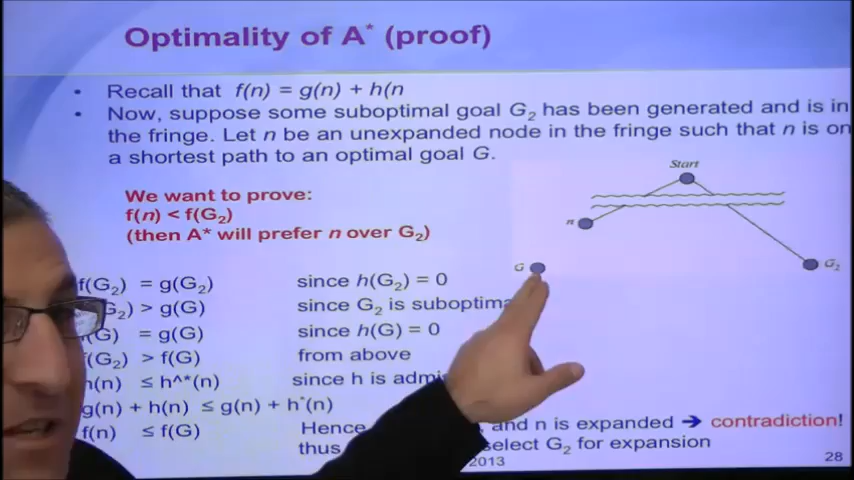 Optimality of A* (proof)
• Recall that f(n) = g(n) + h(n
• Now, suppose some suboptimal goal G2 has been generated and is in
the fringe. Let n be an unexpanded node in the fringe such that n is on
a shortest path to an optimal goal G.
Start
We want to prove:
f(n) < f(G2)
(then A* will prefer n over G2)
n
G
G2
f(G2) = g(G2) since h(G2) = 0
G2) > g(G) since G2 is suboptima
f(G) = g(G) since h(G) = 0
f(G2) > f(G) from above
h(n) ≤ h^*(n) since h is admi
g(n) + h(n) ≤ g(n) + h*(n)
f(n) ≤ f(G) Hence and n is expanded → contradiction!
thus select G2 for expansion
2013
28